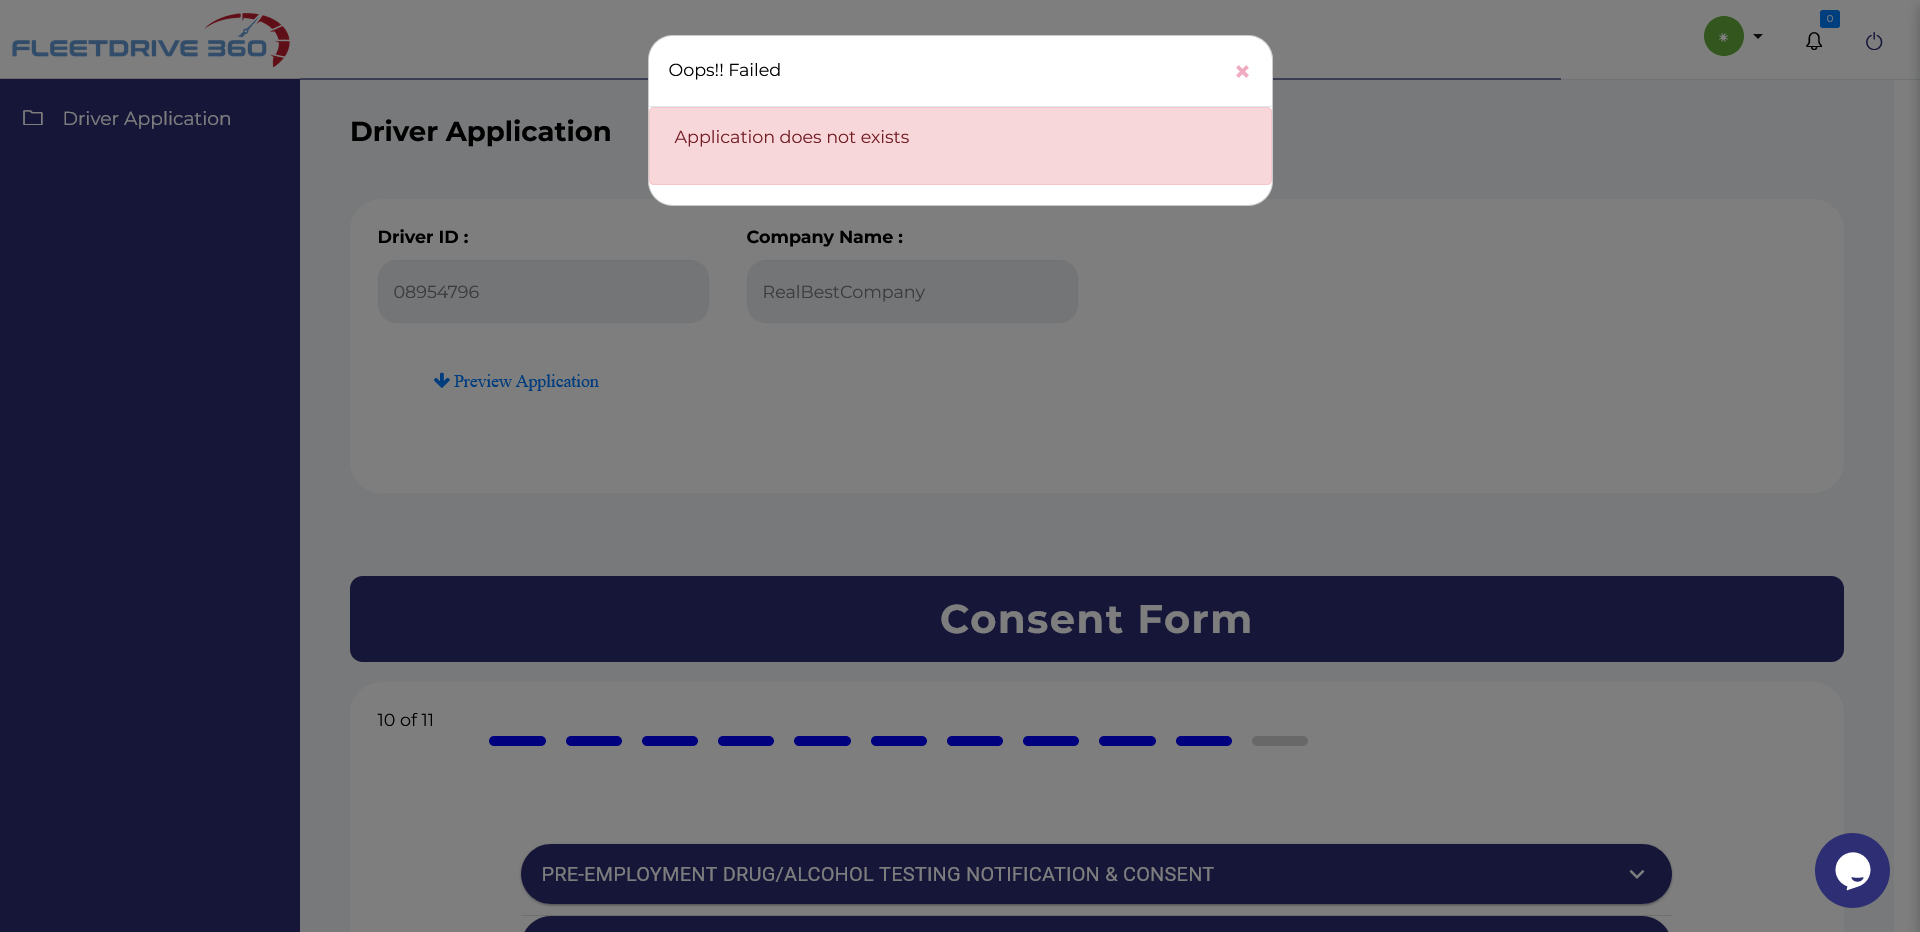 FLEETDRIVE 360
0
Oops!! Failed
Application does not exists
Driver Application
Driver Application
Driver ID :
Company Name :
08954796
RealBestCompany
Preview Application
Consent Form
10 of 11
PRE-EMPLOYMENT DRUG/ALCOHOL TESTING NOTIFICATION & CONSENT